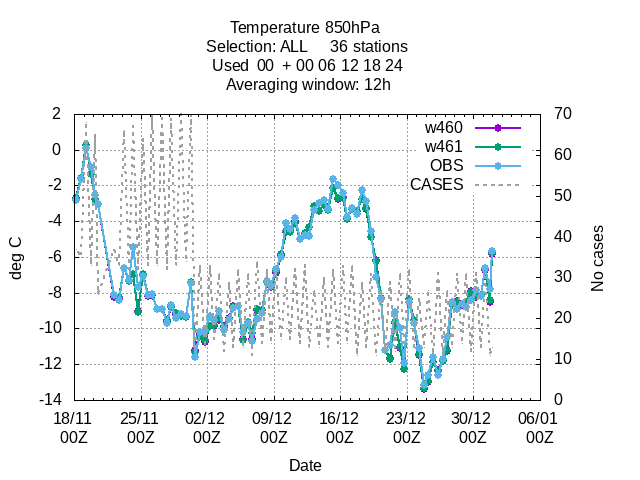 Temperature 850hPa
Selection: ALL     36 stations
Used  00  + 00 06 12 18 24
Averaging window: 12h
w460
w461
OBS
CASES
2
0
-2
-4
-6
-8
-10
-12
-14
70
60
50
40
30
20
10
0
deg C
No cases
18/11 25/11 02/12 09/12 16/12 23/12 30/12 06/01
00Z 00Z 00Z 00Z 00Z 00Z 00Z 00Z
Date